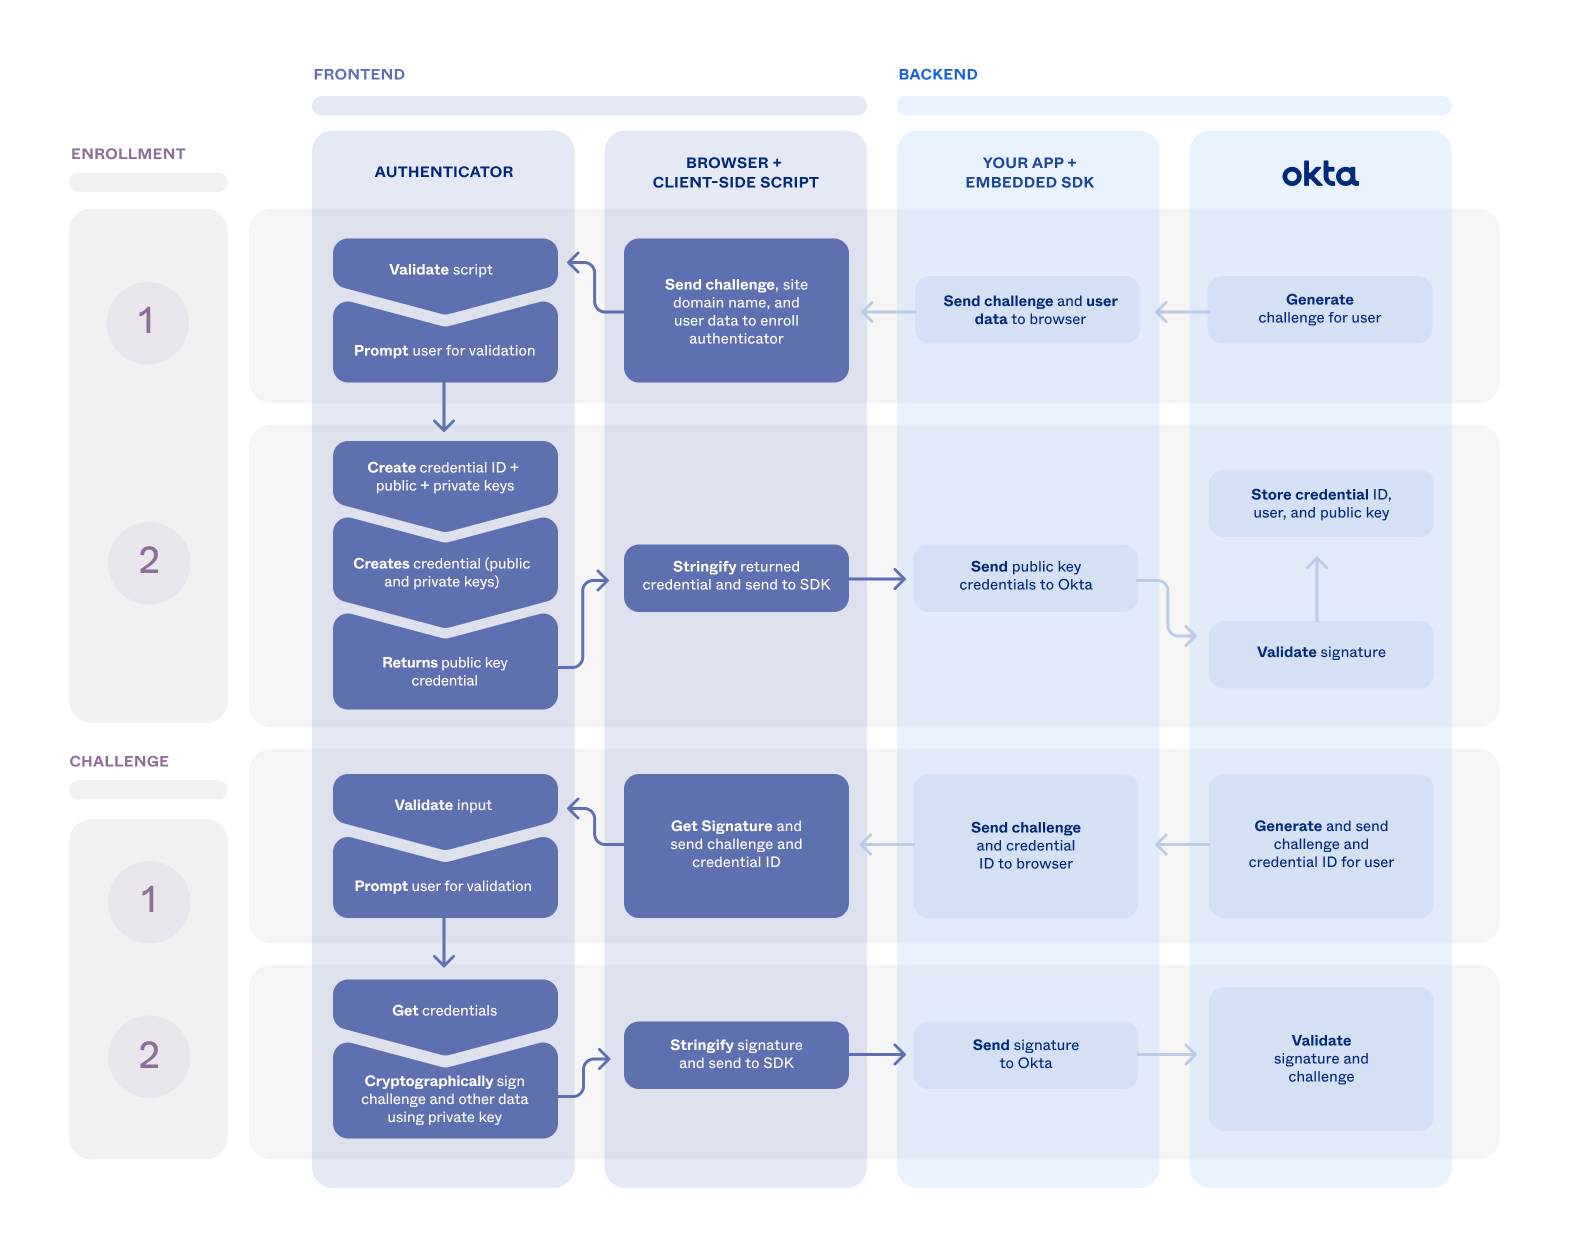 FRONTEND
BACKEND
ENROLLMENT
AUTHENTICATOR
BROWSER +
CLIENT-SIDE SCRIPT
YOUR APP +
EMBEDDED SDK
okta
1
Validate script
Prompt user for validation
Send challenge, site
domain name, and
user data to enroll
authenticator
Send challenge and user
data to browser
Generate
challenge for user
2
Create credential ID +
public + private keys
Creates credential (public
and private keys)
Returns public key
credential
Stringify returned
credential and send to SDK
Send public key
credentials to Okta
Store credential ID,
user, and public key
Validate signature
CHALLENGE
1
Validate input
Prompt user for validation
Get Signature and
send challenge and
credential ID
Send challenge
and credential
ID to browser
Generate and send
challenge and
credential ID for user
2
Get credentials
Cryptographically sign
challenge and other data
using private key
Stringify signature
and send to SDK
Send signature
to Okta
Validate
signature and
challenge